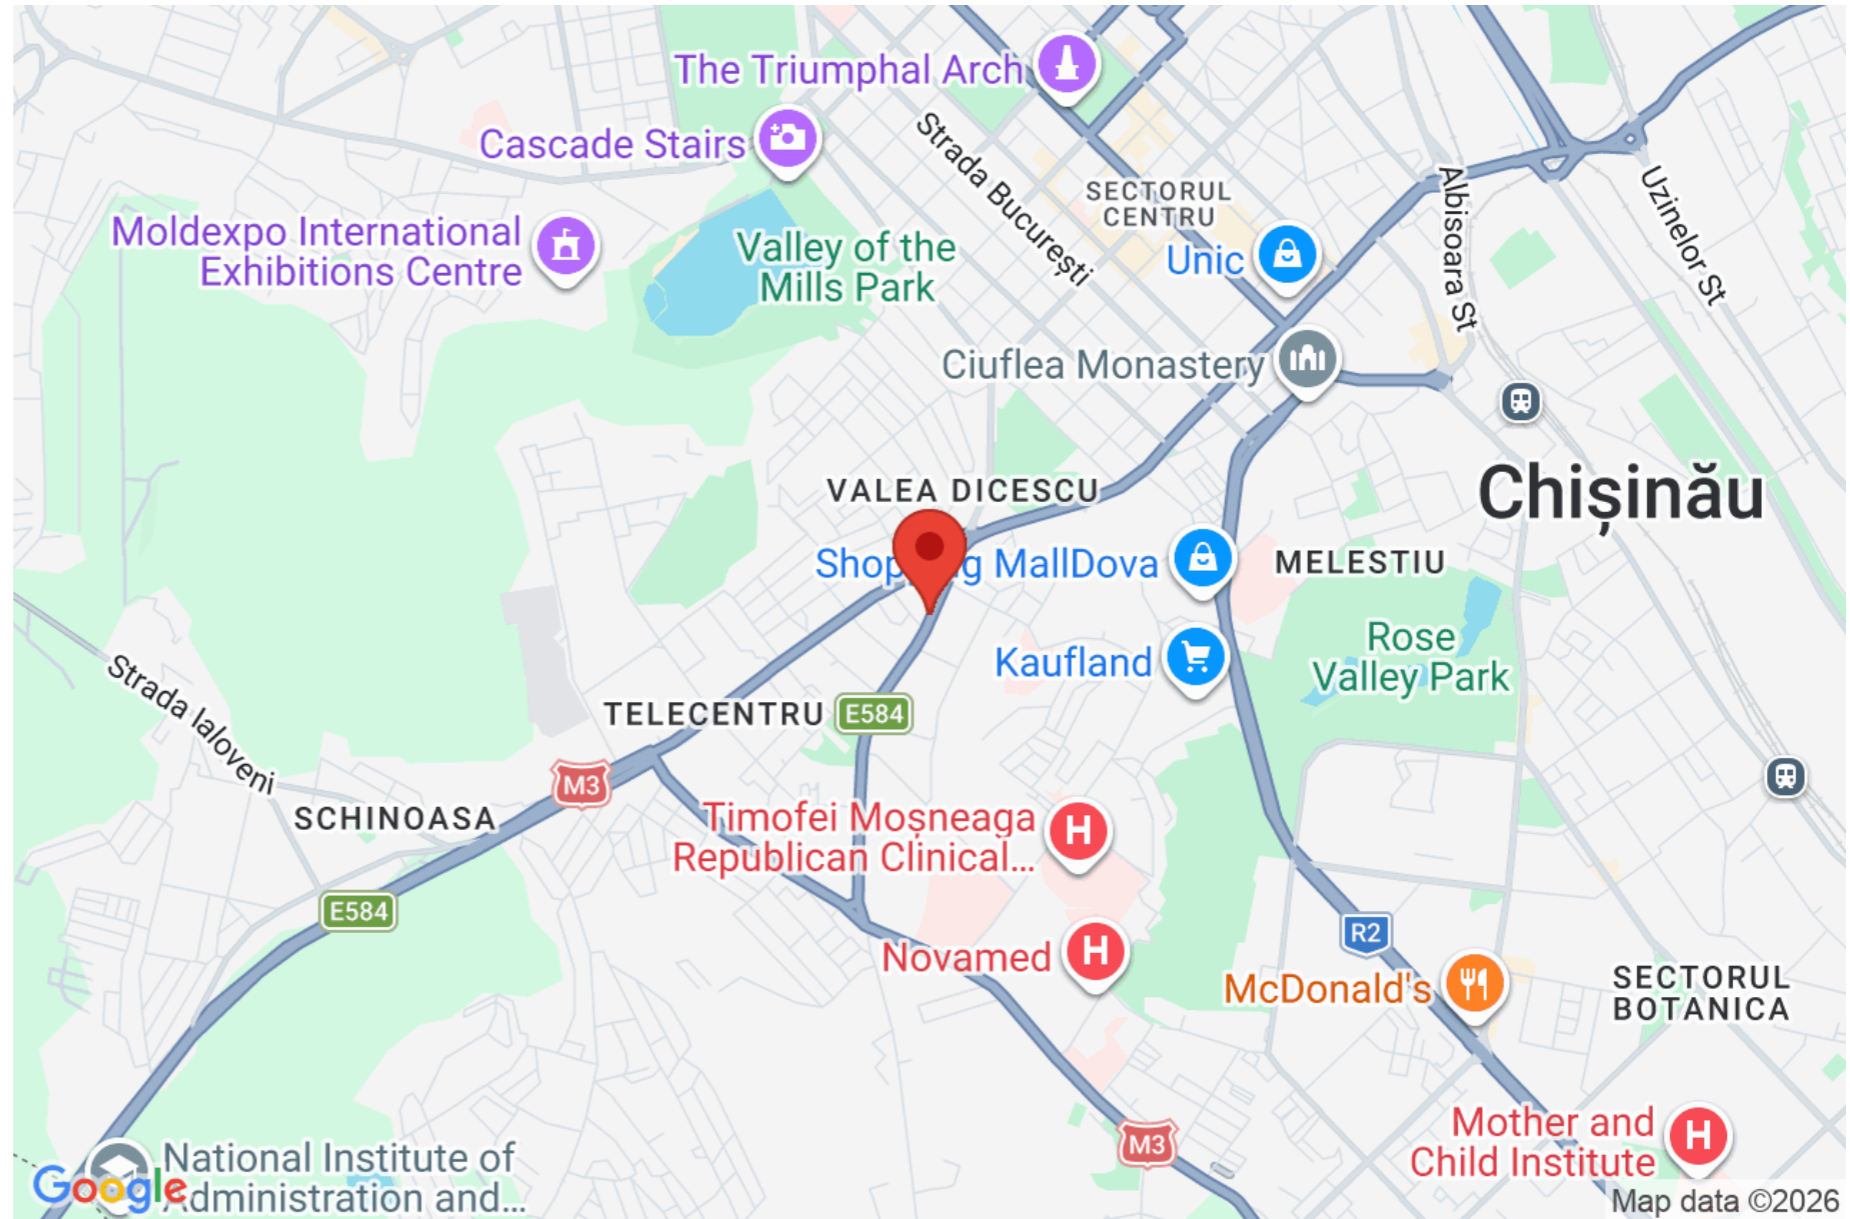 The Triumphal Arch
Cascade Stairs
Strada București
SECTORUL
CENTRU
Albisoara St
Uzinelor St
Moldexpo International
Exhibitions Centre
Valley of the
Mills Park
Unic
Ciuflea Monastery
VALEA DICESCU
Chișinău
Shopping MallDova
MELESTIU
Rose
Valley Park
Kaufland
Strada Ialoveni
TELECENTRU
E584
M3
SCHINOASA
Timofei Moșneaga
Republican Clinical...
E584
R2
Novamed
McDonald's
SECTORUL
BOTANICA
M3
Mother and
Child Institute
National Institute of
Administration and...
Google
Map data ©2026